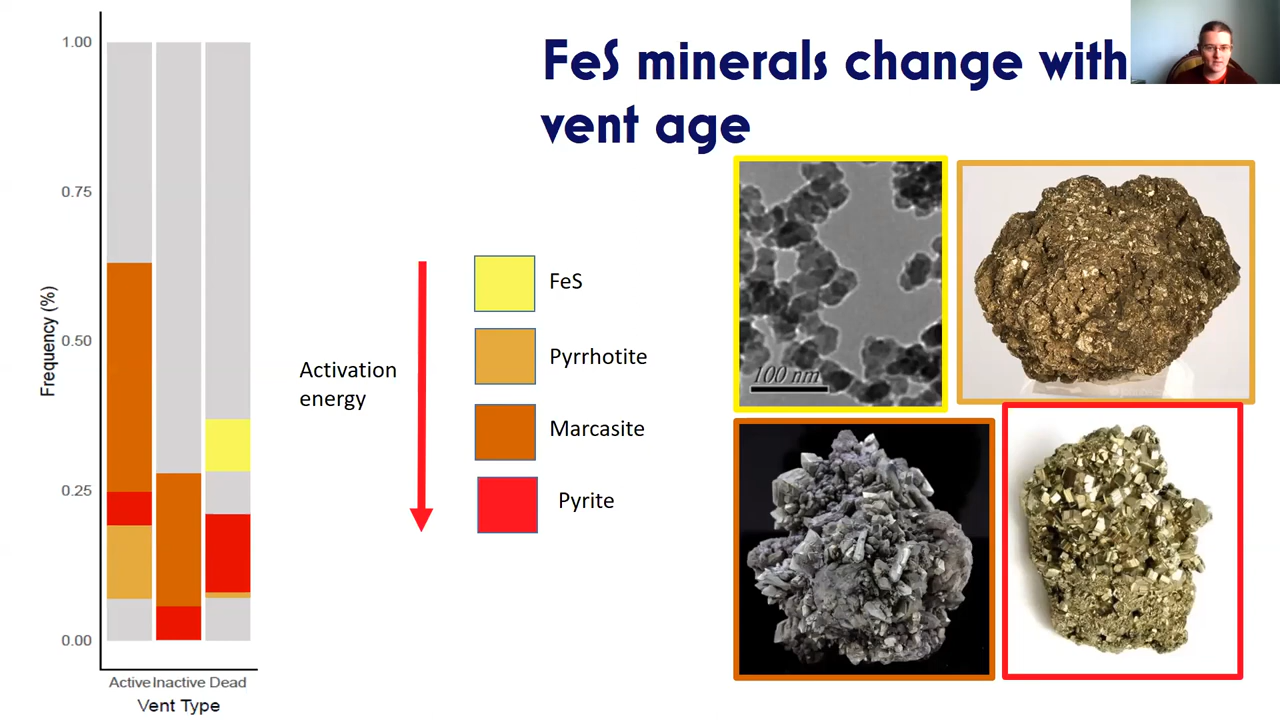 FeS minerals change with
vent age
1.00
0.75
0.50
0.25
0.00
Frequency (%)
Active Inactive Dead
Vent Type
Activation
energy
FeS
Pyrrhotite
Marcasite
Pyrite
100 nm